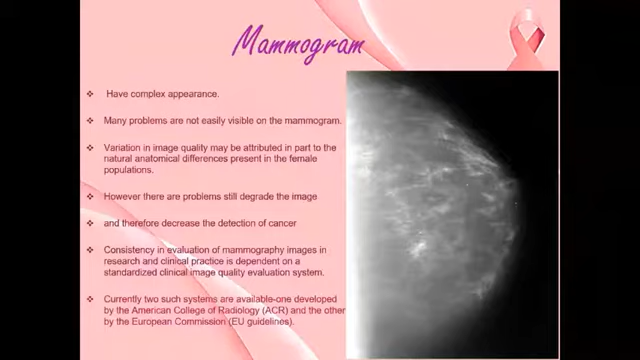 Mammogram
Have complex appearance.
Many problems are not easily visible on the mammogram.
Variation in image quality may be attributed in part to the
natural anatomical differences present in the female
populations.
However there are problems still degrade the image
and therefore decrease the detection of cancer
Consistency in evaluation of mammography images in
research and clinical practice is dependent on a
standardized clinical image quality evaluation system.
Currently two such systems are available-one developed
by the American College of Radiology (ACR) and the other
by the European Commission (EU guidelines).